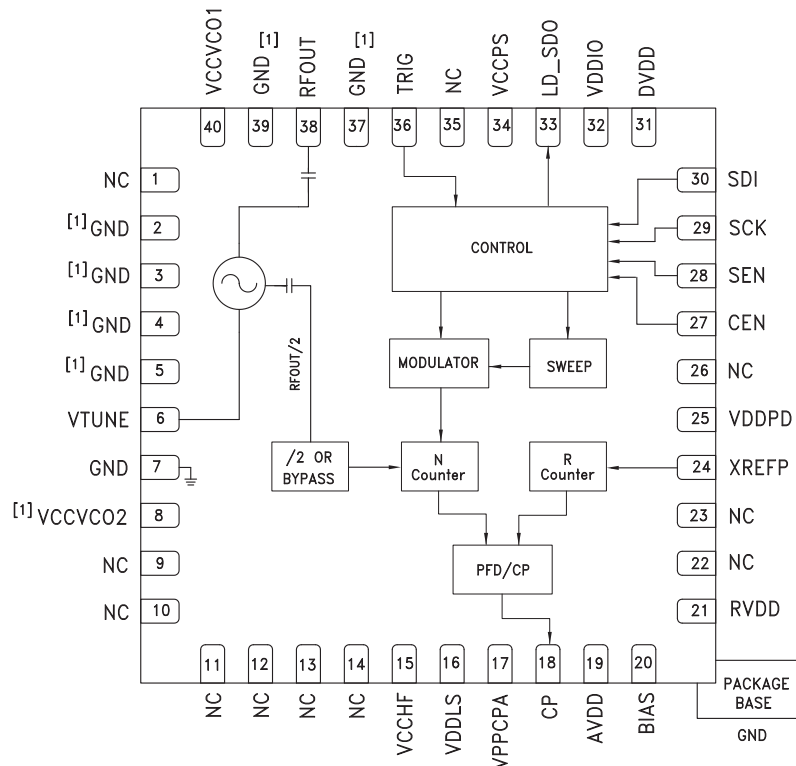 VCCVCO1
GND [1]
RFOUT
GND [1]
TRIG
NC
VCCPS
LD_SDO
VDDIO
DVDD
40
39
38
37
36
35
34
33
32
31
NC 1
[1] GND 2
[1] GND 3
[1] GND 4
[1] GND 5
VTUNE 6
GND 7
[1] VCCVCO2 8
NC 9
NC 10
30 SDI
29 SCK
28 SEN
27 CEN
26 NC
25 VDDPD
24 XREFP
23 NC
22 NC
21 RVDD
CONTROL
MODULATOR
SWEEP
RFOUT/2
/2 OR
BYPASS
N
Counter
R
Counter
PFD/CP
11
12
13
14
15
16
17
18
19
20
NC
NC
NC
NC
VCCHF
VDDLS
VPPCPA
CP
AVDD
BIAS
PACKAGE
BASE
GND